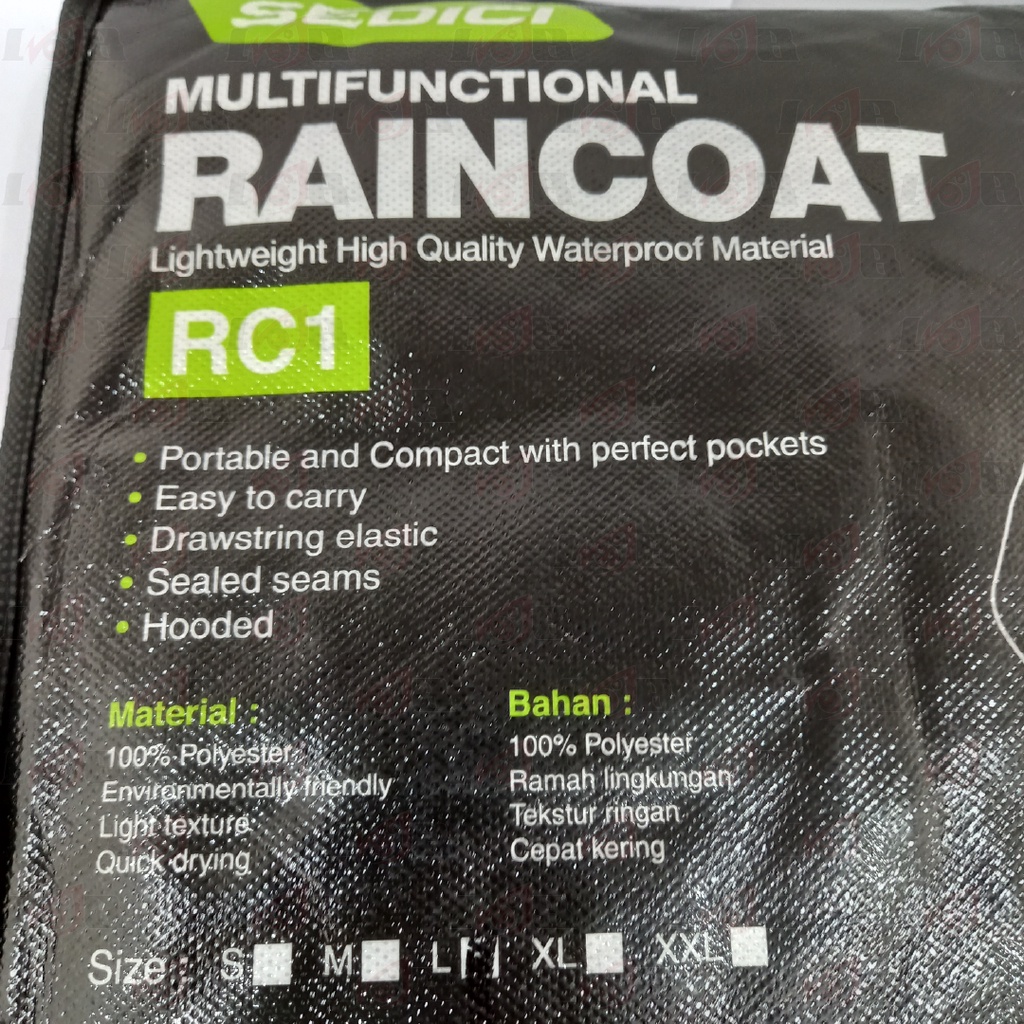 SEDICI
MULTIFUNCTIONAL
RAINCOAT
Lightweight High Quality Waterproof Material
RC1
• Portable and Compact with perfect pockets
• Easy to carry
• Drawstring elastic
• Sealed seams
• Hooded
Material :
100% Polyester
Environmentally friendly
Light texture
Quick drying
Bahan :
100% Polyester
Ramah lingkungan
Tekstur ringan
Cepat kering
Size : S M L XL XXL